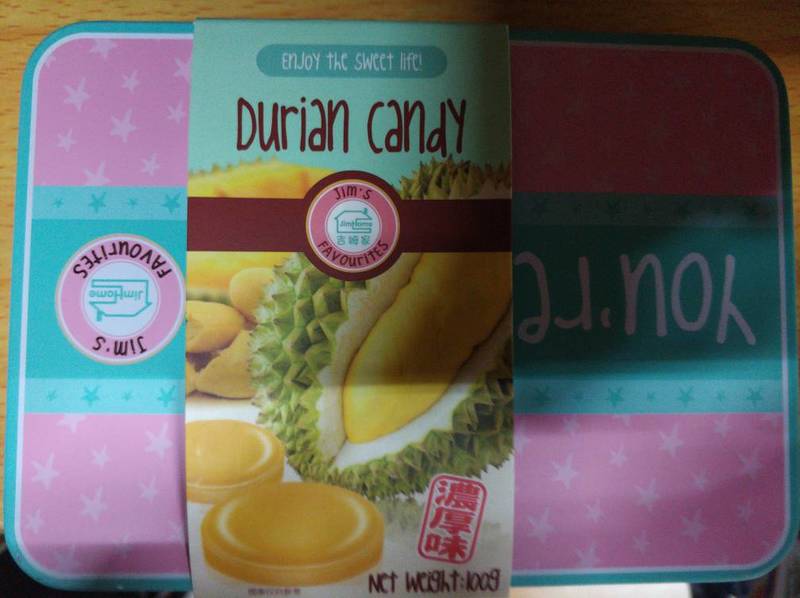 Enjoy the sweet life!
Durian Candy
Jim's
JimHome
吉姆家
Favourites
Jim's
JimHome
Favourites
you're
濃厚味
Net Weight:100g